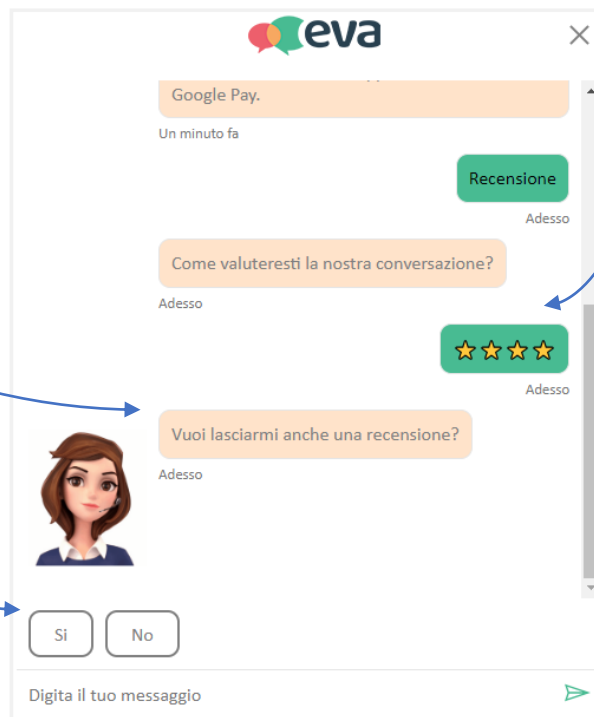 eva
Google Pay.
Un minuto fa
Recensione
Adesso
Come valuteresti la nostra conversazione?
Adesso
Adesso
Vuoi lasciarmi anche una recensione?
Adesso
Si
No
Digita il tuo messaggio